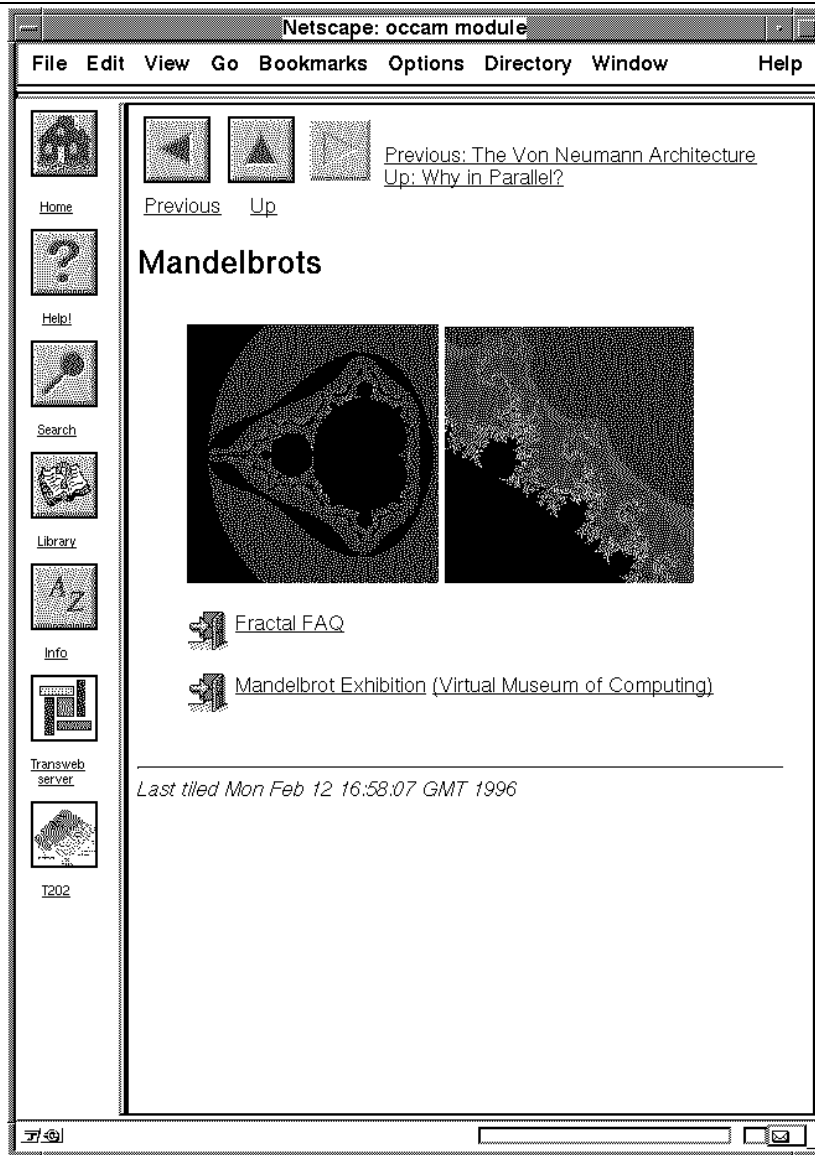 Netscape: occam module
File Edit View Go Bookmarks Options Directory Window Help
Home
Help!
Search
Library
A Z
Info
Transweb
server
T202
Previous: The Von Neumann Architecture
Up: Why in Parallel?
Previous Up
Mandelbrots
Fractal FAQ
Mandelbrot Exhibition (Virtual Museum of Computing)
Last tiled Mon Feb 12 16:58:07 GMT 1996